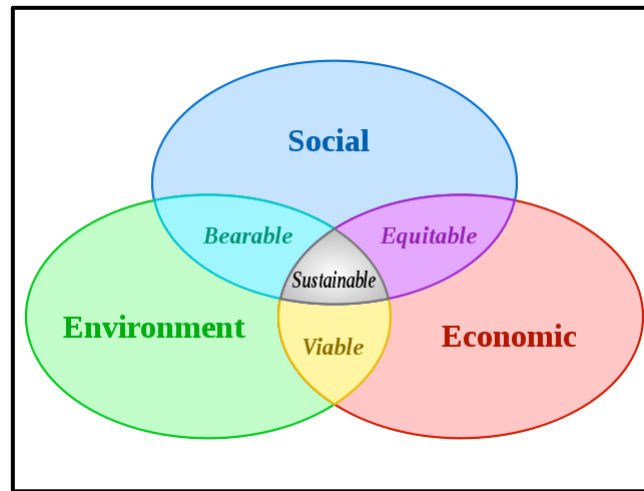 Social
Bearable
Equitable
Sustainable
Environment
Viable
Economic